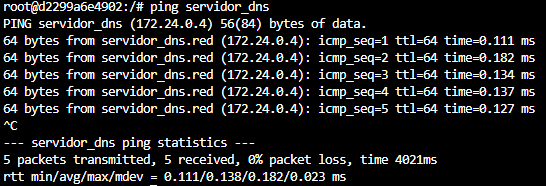 root@d2299a6e4902:/# ping servidor_dns
PING servidor_dns (172.24.0.4) 56(84) bytes of data.
64 bytes from servidor_dns.red (172.24.0.4): icmp_seq=1 ttl=64 time=0.111 ms
64 bytes from servidor_dns.red (172.24.0.4): icmp_seq=2 ttl=64 time=0.182 ms
64 bytes from servidor_dns.red (172.24.0.4): icmp_seq=3 ttl=64 time=0.134 ms
64 bytes from servidor_dns.red (172.24.0.4): icmp_seq=4 ttl=64 time=0.137 ms
64 bytes from servidor_dns.red (172.24.0.4): icmp_seq=5 ttl=64 time=0.127 ms
^C
--- servidor_dns ping statistics ---
5 packets transmitted, 5 received, 0% packet loss, time 4021ms
rtt min/avg/max/mdev = 0.111/0.138/0.182/0.023 ms